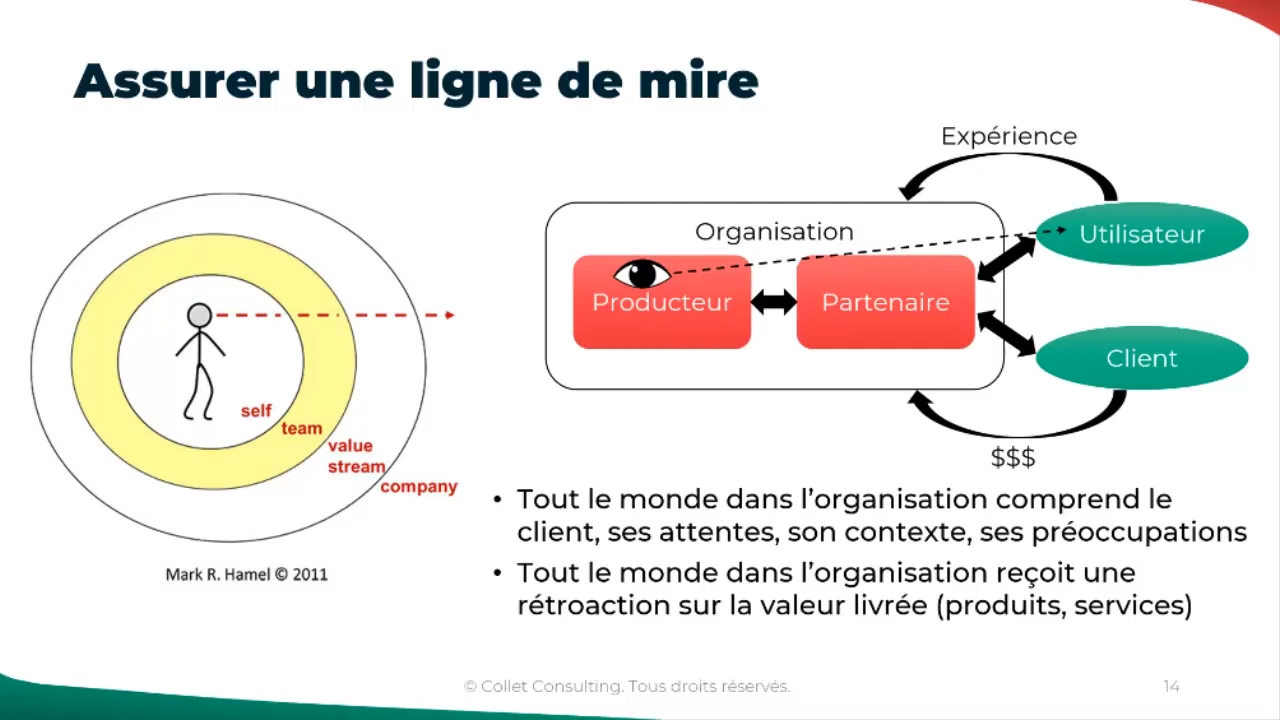 Assurer une ligne de mire
self
team
value
stream
company
Mark R. Hamel © 2011
Expérience
Organisation
Producteur
Partenaire
Utilisateur
Client
$$$
• Tout le monde dans l’organisation comprend le
client, ses attentes, son contexte, ses préoccupations
• Tout le monde dans l’organisation reçoit une
rétroaction sur la valeur livrée (produits, services)
© Collet Consulting. Tous droits réservés.
14